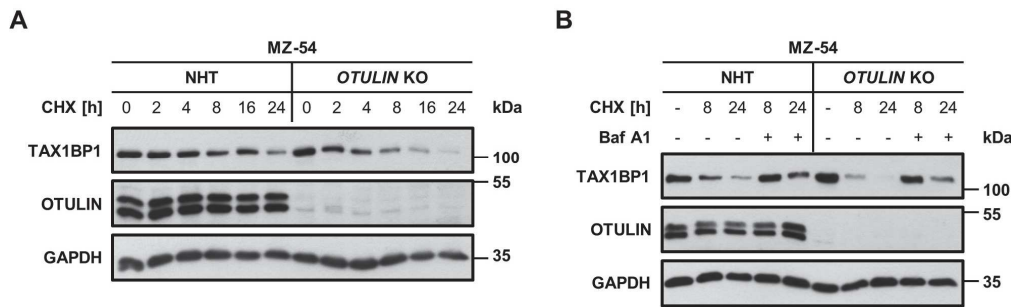 A
MZ-54
NHT OTULIN KO
CHX [h] 0 2 4 8 16 24 0 2 4 8 16 24 kDa
TAX1BP1 100
55
OTULIN
GAPDH 35
B
MZ-54
NHT OTULIN KO
CHX [h] - 8 24 8 24 - 8 24 8 24
Baf A1 - - - + + - - - + + kDa
TAX1BP1 100
55
OTULIN
GAPDH 35